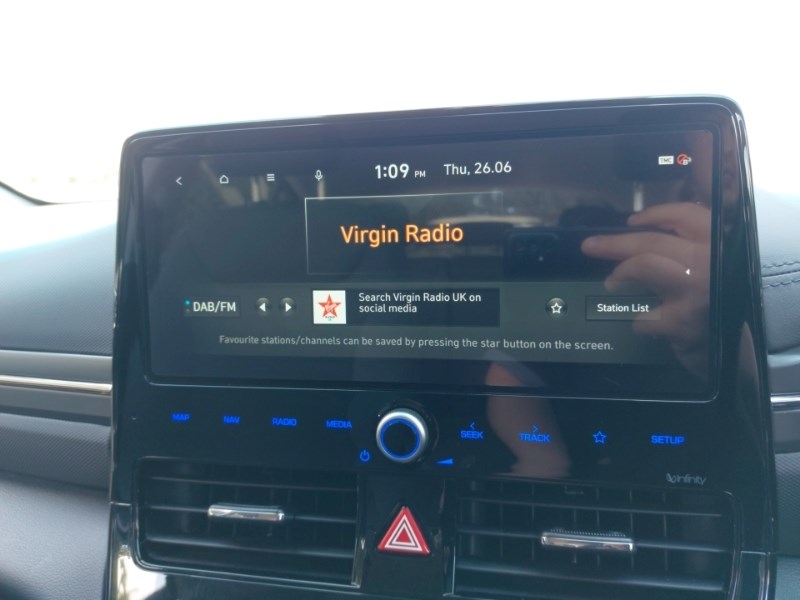 1:09 PM Thu, 26.06 TMC
Virgin Radio
DAB/FM
Search Virgin Radio UK on
social media
Station List
Favourite stations/channels can be saved by pressing the star button on the screen.
MAP NAV RADIO MEDIA
SEEK TRACK SETUP
infinity